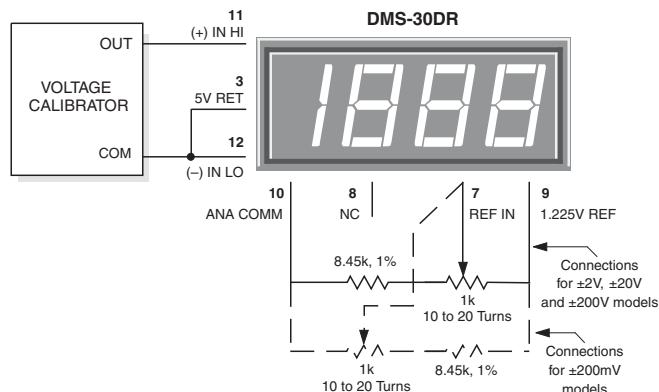 DMS-30DR
11
(+) IN HI
OUT
VOLTAGE
CALIBRATOR
3
5V RET
COM
12
(–) IN LO
1888
10
ANA COMM
8
NC
7
REF IN
9
1.225V REF
8.45k, 1%
1k
10 to 20 Turns
Connections
for ±2V, ±20V
and ±200V models
1k
10 to 20 Turns
8.45k, 1%
Connections
for ±200mV
models